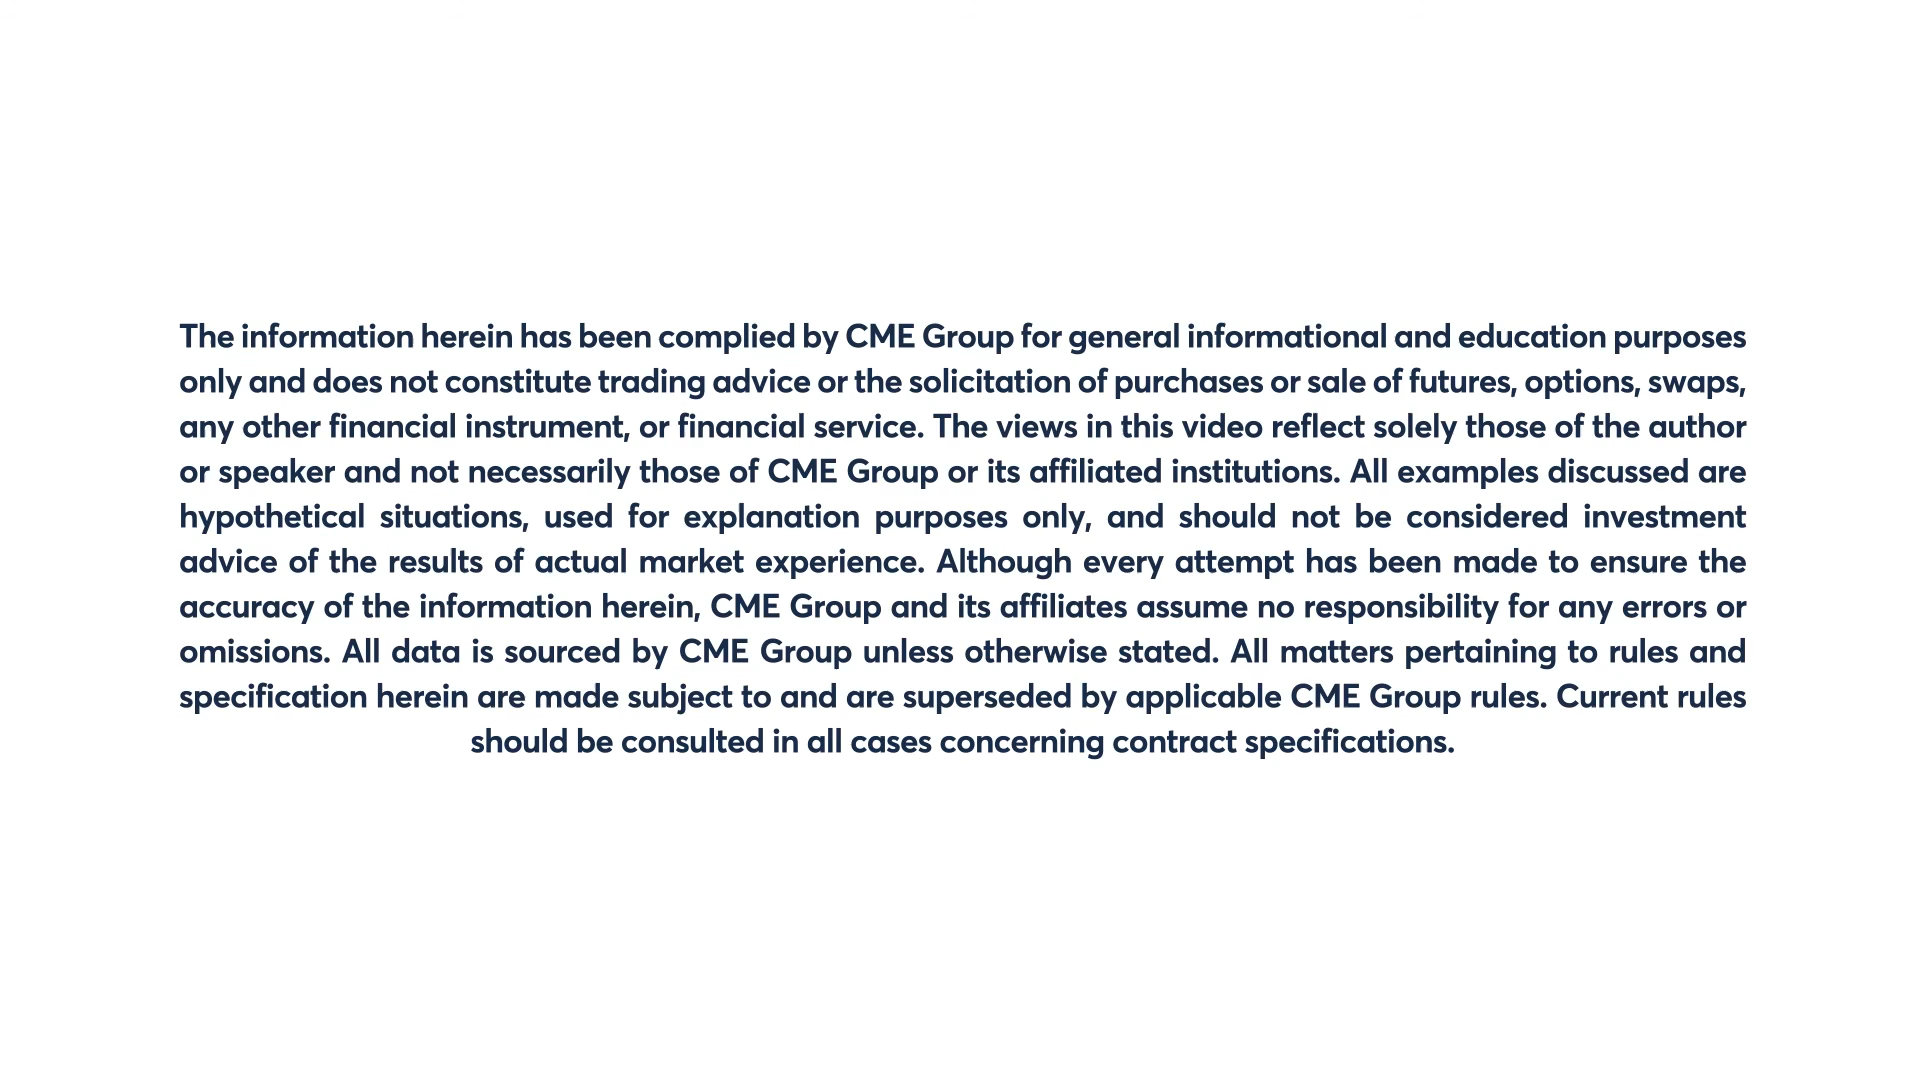 The information herein has been complied by CME Group for general informational and education purposes
only and does not constitute trading advice or the solicitation of purchases or sale of futures, options, swaps,
any other financial instrument, or financial service. The views in this video reflect solely those of the author
or speaker and not necessarily those of CME Group or its affiliated institutions. All examples discussed are
hypothetical situations, used for explanation purposes only, and should not be considered investment
advice of the results of actual market experience. Although every attempt has been made to ensure the
accuracy of the information herein, CME Group and its affiliates assume no responsibility for any errors or
omissions. All data is sourced by CME Group unless otherwise stated. All matters pertaining to rules and
specification herein are made subject to and are superseded by applicable CME Group rules. Current rules
should be consulted in all cases concerning contract specifications.